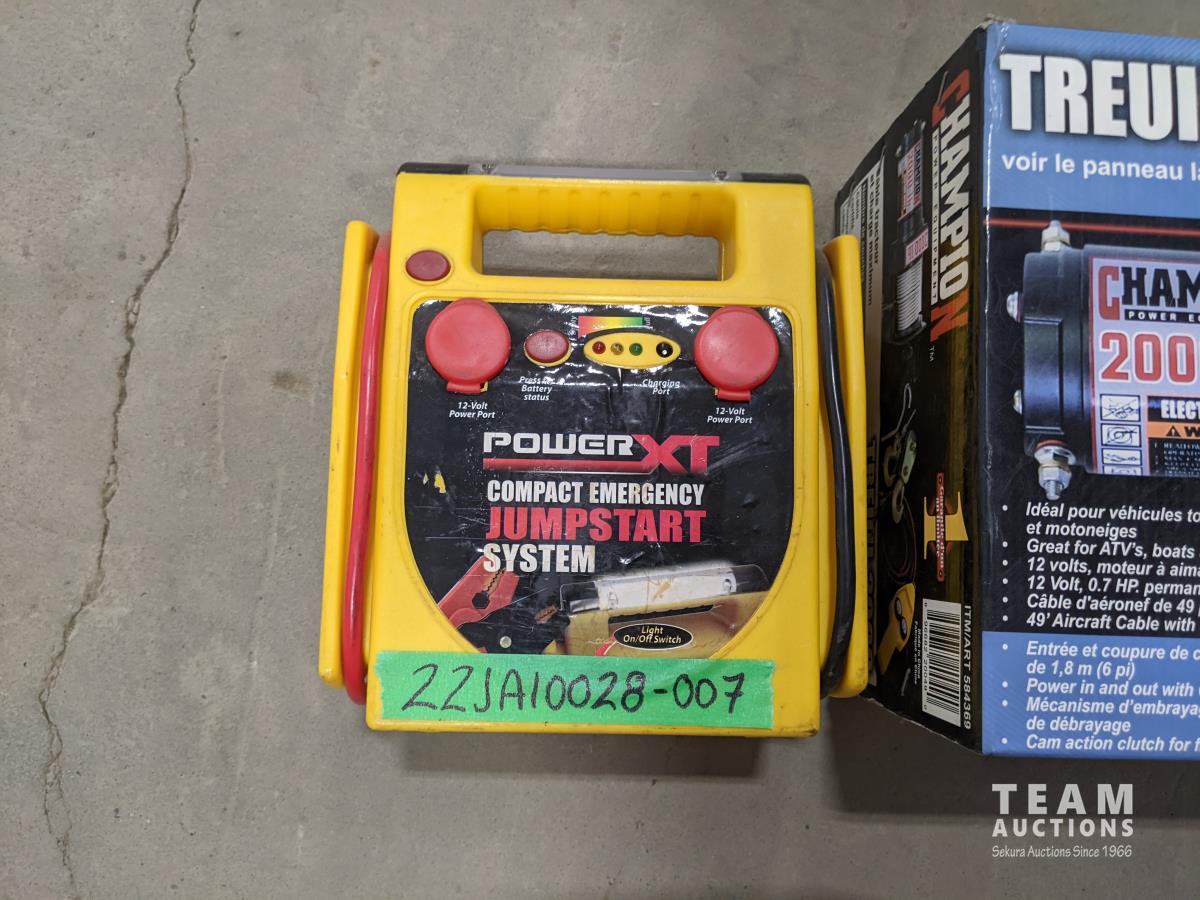 12-Volt
Power Port
Press for
Battery
status
Charging
Port
12-Volt
Power Port
POWERXT
COMPACT EMERGENCY
JUMPSTART
SYSTEM
Light
On/Off Switch
22JA10028-007
CHAMPION
POWER EQUIPMENT
ITM/ART 584369
TREUI
voir le panneau la
CHAM
POWER EQ
200
ELEC
Idéal pour véhicules to
et motoneiges
Great for ATV's, boats
12 volts, moteur à aima
12 Volt, 0.7 HP. perman
Câble d'aéronef de 49
49' Aircraft Cable with
Entrée et coupure de c
de 1,8 m (6 pi)
Power in and out with
Mécanisme d'embraya
de débrayage
Cam action clutch for f
TEAM
AUCTIONS
Sekura Auctions Since 1966